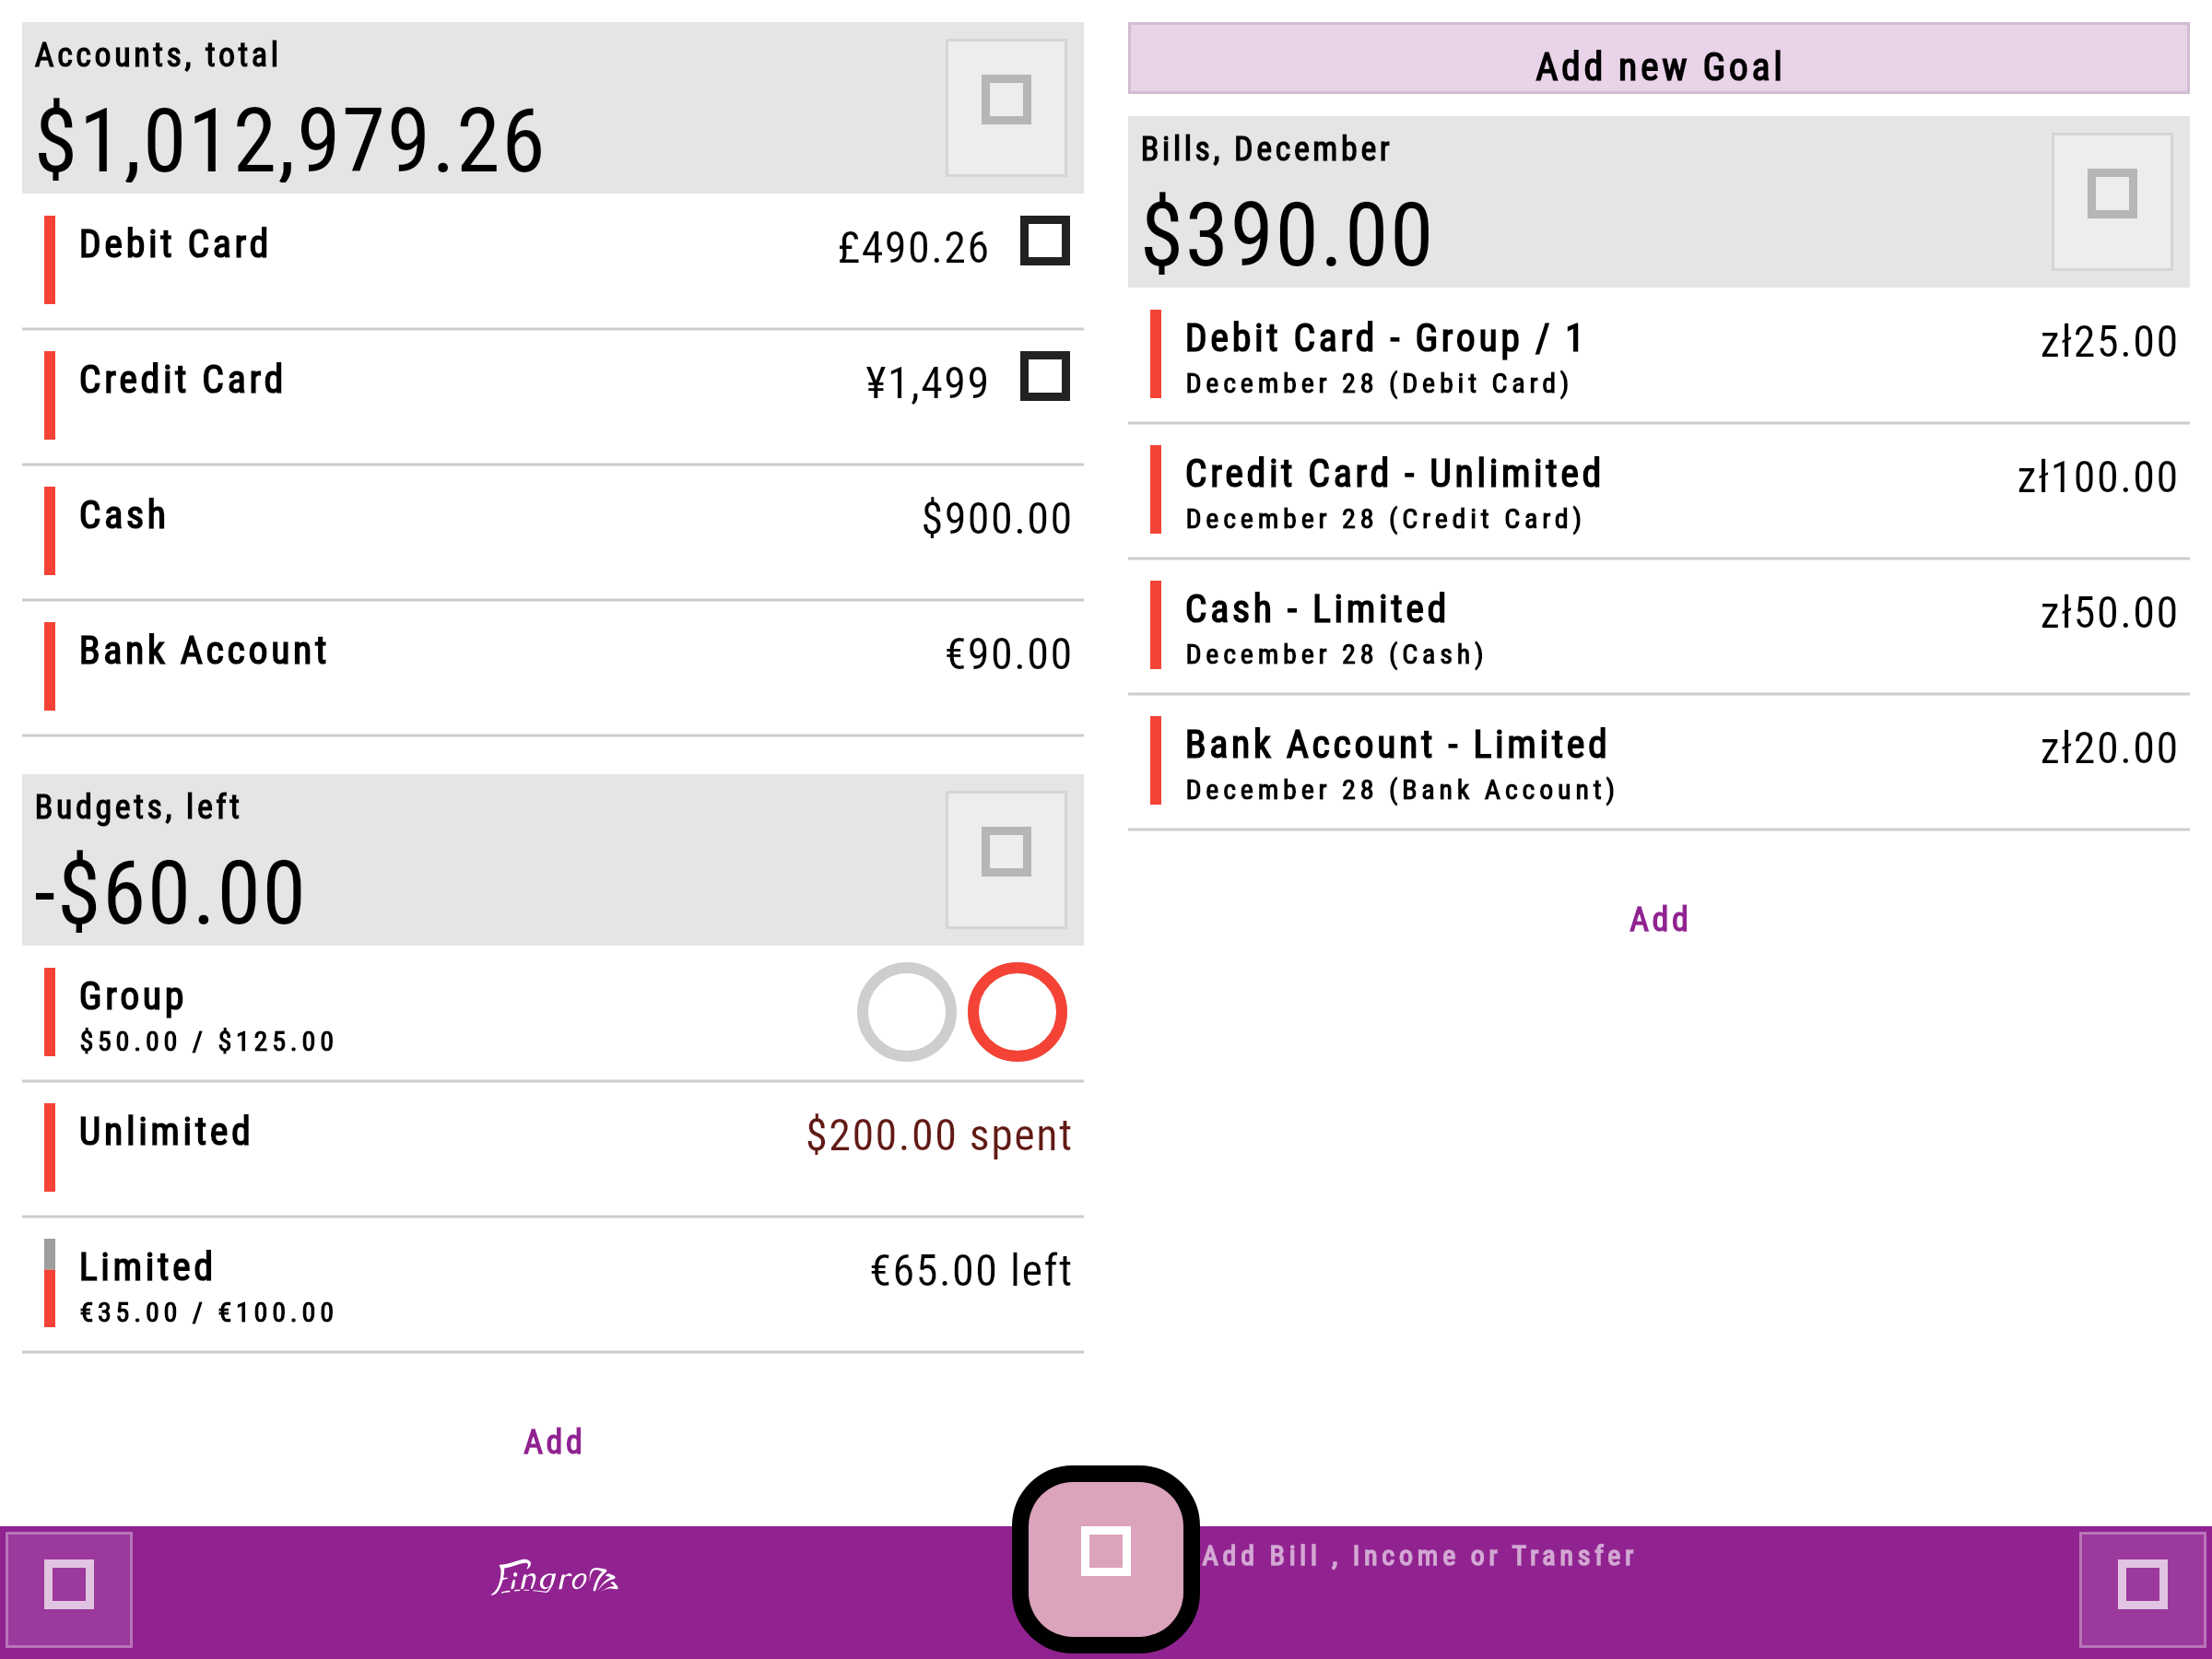 Accounts, total
$1,012,979.26
Debit Card
£490.26
Credit Card
¥1,499
Cash
$900.00
Bank Account
€90.00
Budgets, left
-$60.00
Group
$50.00 / $125.00
Unlimited
$200.00 spent
Limited
€65.00 left
€35.00 / €100.00
Add
Add new Goal
Bills, December
$390.00
Debit Card - Group / 1
zł25.00
December 28 (Debit Card)
Credit Card - Unlimited
zł100.00
December 28 (Credit Card)
Cash - Limited
zł50.00
December 28 (Cash)
Bank Account - Limited
zł20.00
December 28 (Bank Account)
Add
Fingro
Add Bill , Income or Transfer